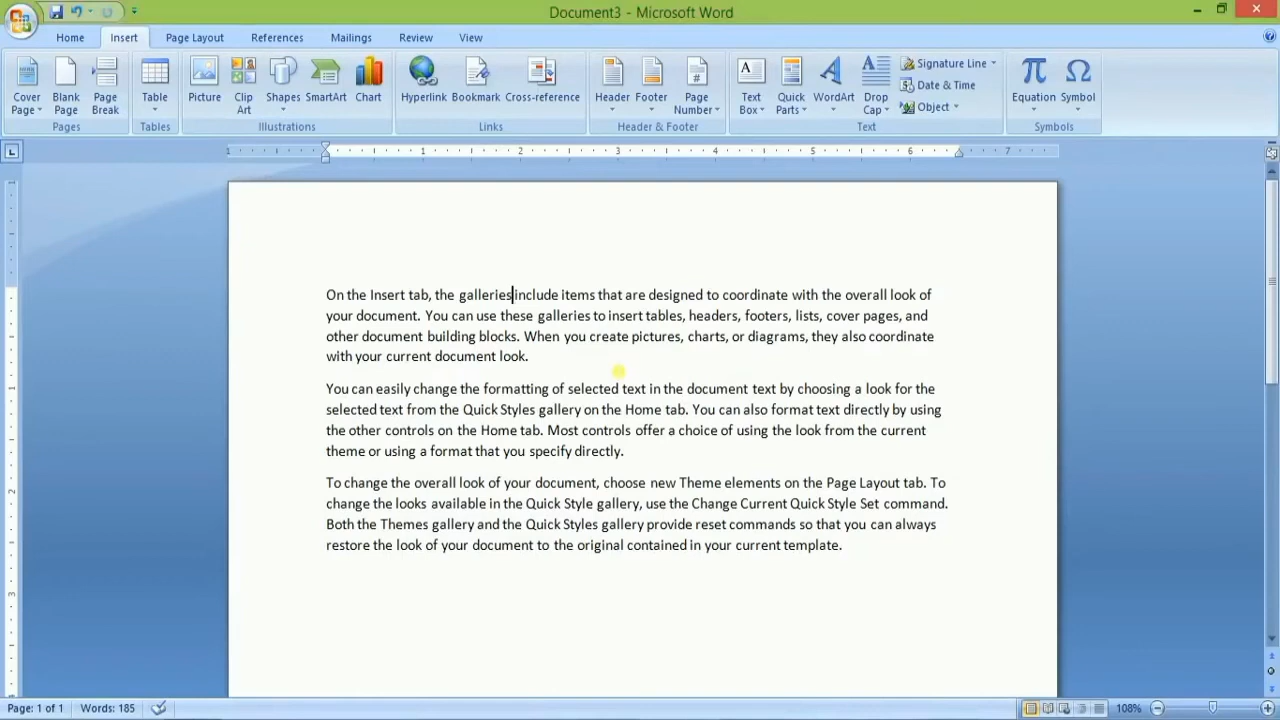 Document3 - Microsoft Word
Home Insert Page Layout References Mailings Review View
Cover Page Blank Page Page Break Table Picture Clip Art Shapes SmartArt Chart Hyperlink Bookmark Cross-reference Header Footer Page Number Text Box Quick Parts WordArt Drop Cap Signature Line Date & Time Object Equation Symbol
Pages Tables Illustrations Links Header & Footer Text Symbols
1 1 2 3 4 5 6 7
On the Insert tab, the galleries include items that are designed to coordinate with the overall look of
your document. You can use these galleries to insert tables, headers, footers, lists, cover pages, and
other document building blocks. When you create pictures, charts, or diagrams, they also coordinate
with your current document look.
You can easily change the formatting of selected text in the document text by choosing a look for the
selected text from the Quick Styles gallery on the Home tab. You can also format text directly by using
the other controls on the Home tab. Most controls offer a choice of using the look from the current
theme or using a format that you specify directly.
To change the overall look of your document, choose new Theme elements on the Page Layout tab. To
change the looks available in the Quick Style gallery, use the Change Current Quick Style Set command.
Both the Themes gallery and the Quick Styles gallery provide reset commands so that you can always
restore the look of your document to the original contained in your current template.
1
2
3
Page: 1 of 1 Words: 185 108%